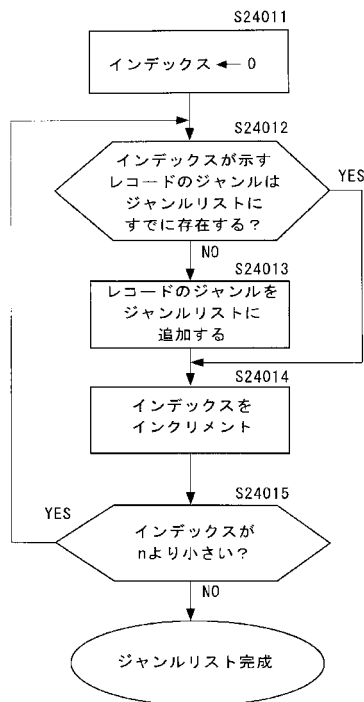 S24011
インデックス ← 0
S24012
インデックスが示す
レコードのジャンルは
ジャンルリストに
すでに存在する？
YES
NO
S24013
レコードのジャンルを
ジャンルリストに
追加する
S24014
インデックスを
インクリメント
S24015
YES
インデックスが
nより小さい？
NO
ジャンルリスト完成